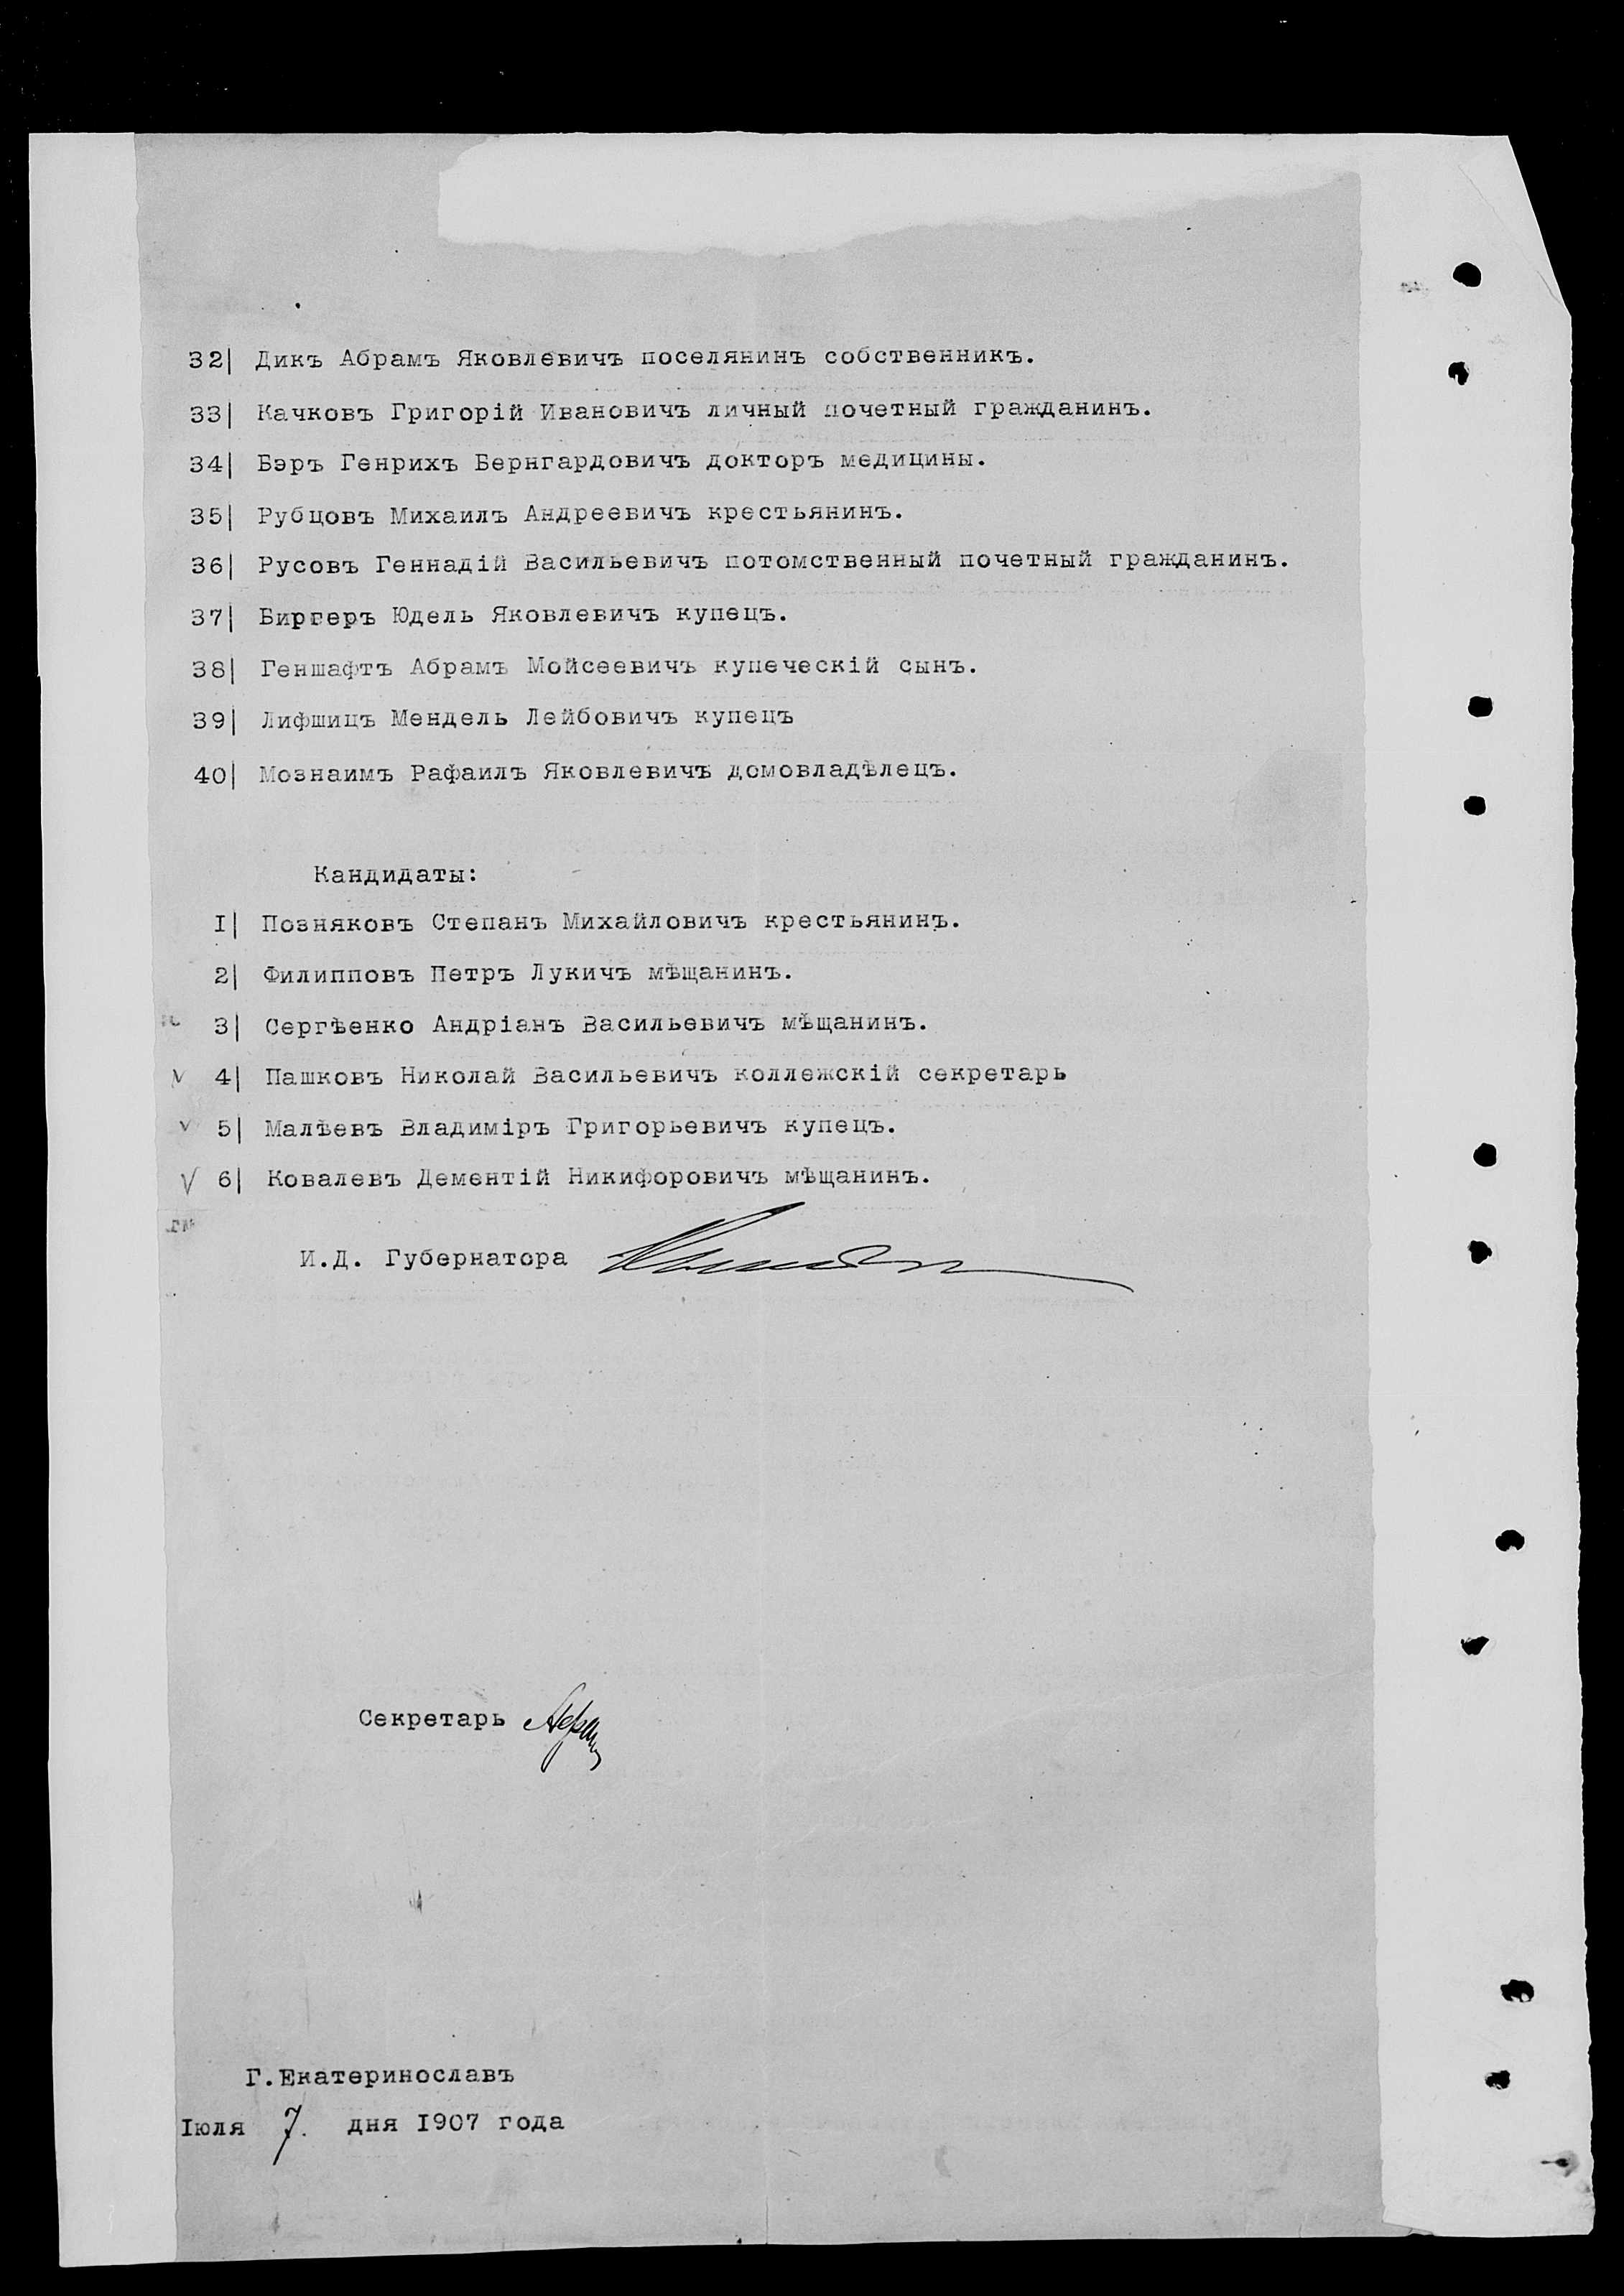 32| Дикъ Абрамъ Яковлевичъ поселянинъ собственникъ.
33| Качковъ Григорій Ивановичъ личный почетный гражданинъ.
34| Бэръ Генрихъ Бернгардовичъ докторъ медицины.
35| Рубцовъ Михаилъ Андреевичъ крестьянинъ.
36| Русовъ Геннадій Васильевичъ потомственный почетный гражданинъ.
37| Биргеръ Юдель Яковлевичъ купецъ.
38| Геншафтъ Абрамъ Мойсеевичъ купеческій сынъ.
39| Лифшицъ Мендель Лейбовичъ купецъ
40| Мознаимъ Рафаилъ Яковлевичъ домовладѣлецъ.
Кандидаты:
I| Позняковъ Степанъ Михайловичъ крестьянинъ.
2| Филипповъ Петръ Лукичъ мѣщанинъ.
3| Сергѣенко Андріанъ Васильевичъ мѣщанинъ.
√ 4| Пашковъ Николай Васильевичъ коллежскій секретарь
√ 5| Малѣевъ Владиміръ Григорьевичъ купецъ.
√ 6| Ковалевъ Дементій Никифоровичъ мѣщанинъ.
И.Д. Губернатора
Секретарь
Г.Екатеринославъ
Іюля 7. дня I907 года